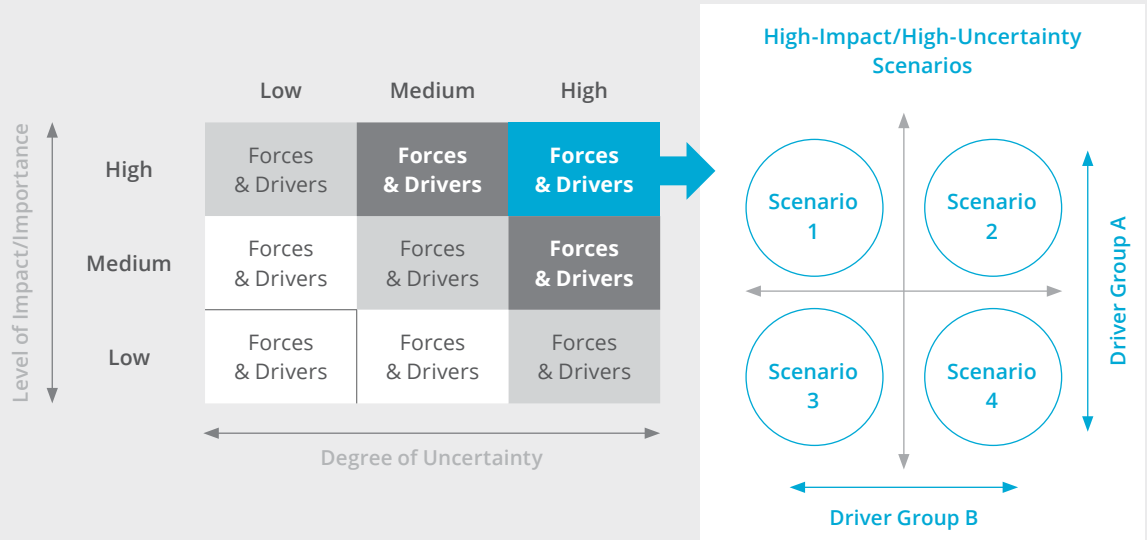 High-Impact/High-Uncertainty
Scenarios
Low
Medium
High
Level of Impact/Importance
High
Forces
& Drivers
Forces
& Drivers
Forces
& Drivers
Medium
Forces
& Drivers
Forces
& Drivers
Forces
& Drivers
Low
Forces
& Drivers
Forces
& Drivers
Forces
& Drivers
Degree of Uncertainty
Scenario
1
Scenario
2
Scenario
3
Scenario
4
Driver Group A
Driver Group B